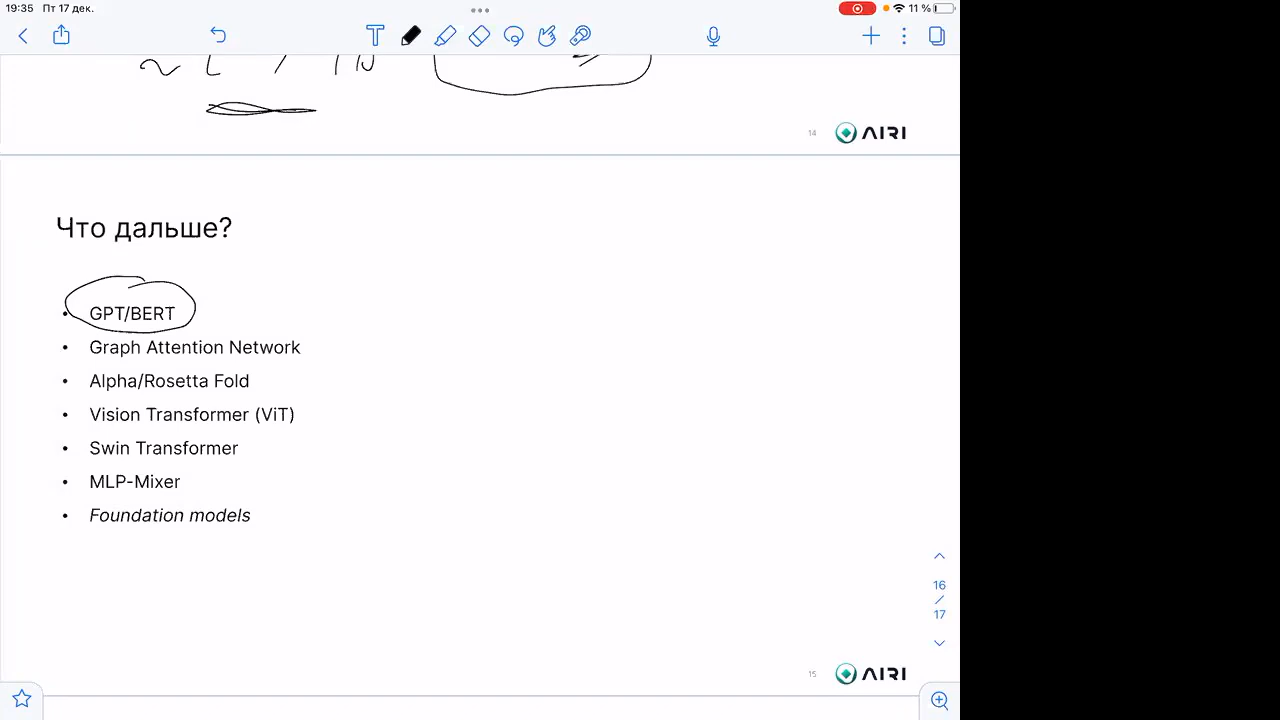 19:35 Пт 17 дек.
11 %
14
AIRI
Что дальше?
• GPT/BERT
• Graph Attention Network
• Alpha/Rosetta Fold
• Vision Transformer (ViT)
• Swin Transformer
• MLP-Mixer
• Foundation models
16
/
17
15
AIRI